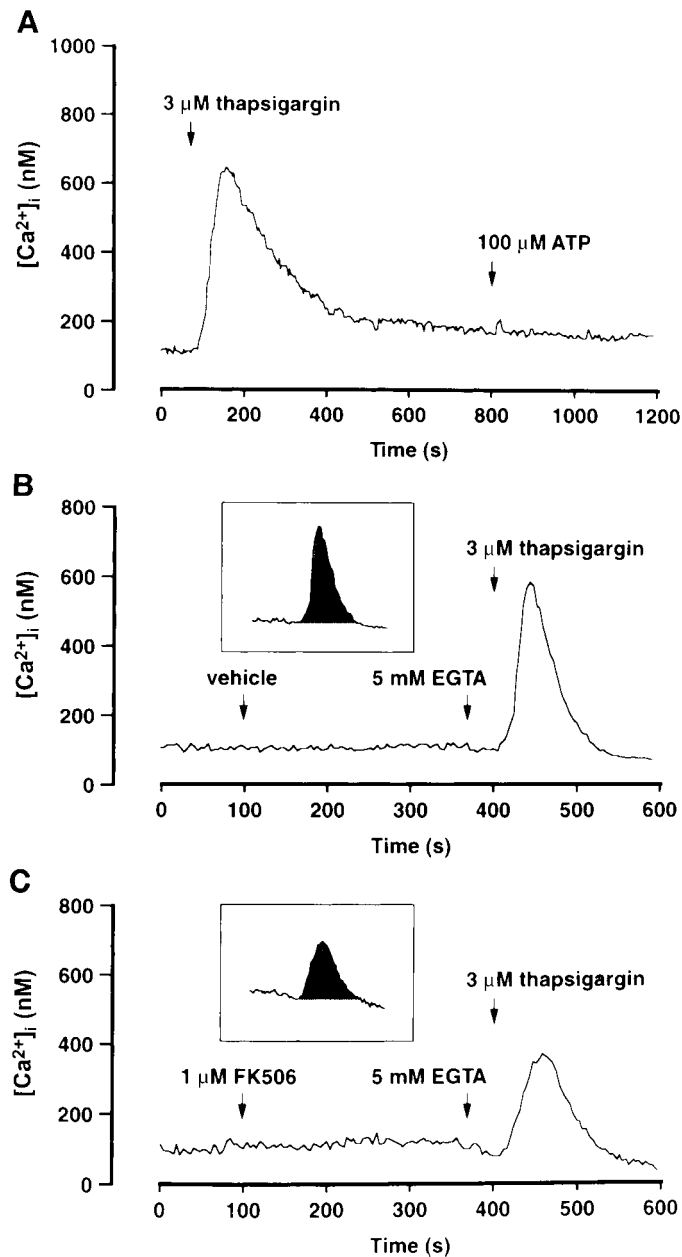 A
1000
800
600
400
200
0
[Ca²⁺]ᵢ (nM)
3 µM thapsigargin
100 µM ATP
0 200 400 600 800 1000 1200
Time (s)
B
800
600
400
200
0
[Ca²⁺]ᵢ (nM)
3 µM thapsigargin
vehicle 5 mM EGTA
0 100 200 300 400 500 600
Time (s)
C
800
600
400
200
0
[Ca²⁺]ᵢ (nM)
3 µM thapsigargin
1 µM FK506 5 mM EGTA
0 100 200 300 400 500 600
Time (s)